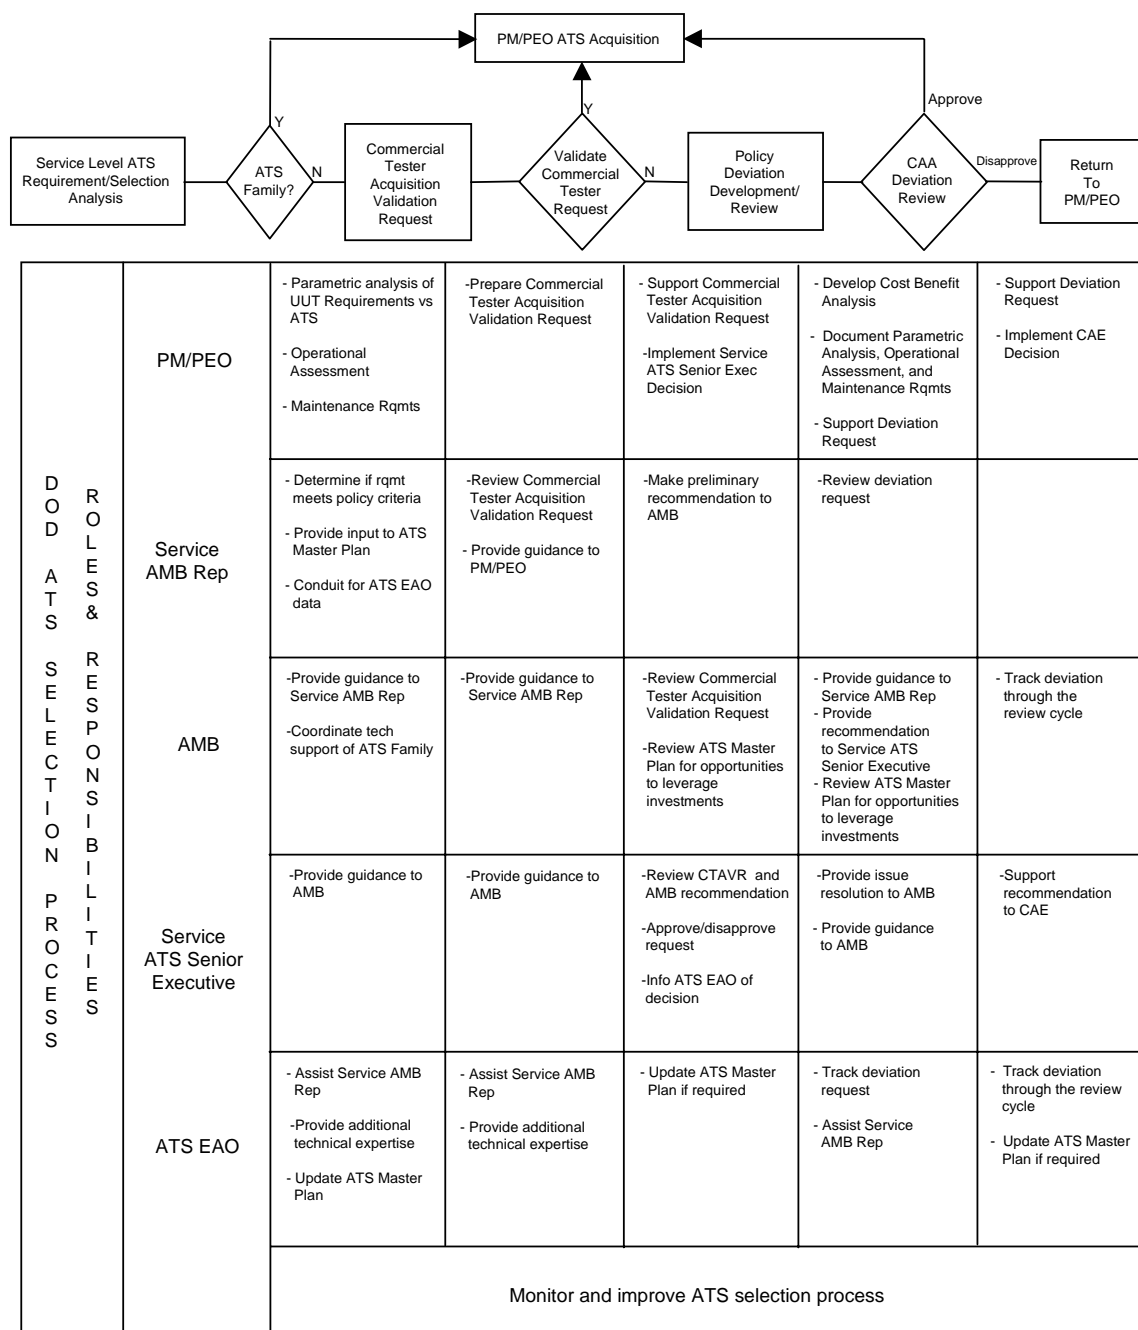 PM/PEO ATS Acquisition
Approve
Y
Y
Service Level ATS
Requirement/Selection
Analysis
ATS
Family?
N
Commercial
Tester
Acquisition
Validation
Request
Validate
Commercial
Tester
Request
N
Policy
Deviation
Development/
Review
CAA
Deviation
Review
Disapprove
Return
To
PM/PEO
DOD ATS SELECTION PROCESS
ROLES& RESPONSIBILITIES
PM/PEO
- Parametric analysis of
UUT Requirements vs
ATS
- Operational
Assessment
- Maintenance Rqmts
-Prepare Commercial
Tester Acquisition
Validation Request
- Support Commercial
Tester Acquisition
Validation Request
-Implement Service
ATS Senior Exec
Decision
- Develop Cost Benefit
Analysis
- Document Parametric
Analysis, Operational
Assessment, and
Maintenance Rqmts
- Support Deviation
Request
- Support Deviation
Request
- Implement CAE
Decision
Service
AMB Rep
- Determine if rqmt
meets policy criteria
- Provide input to ATS
Master Plan
- Conduit for ATS EAO
data
-Review Commercial
Tester Acquisition
Validation Request
- Provide guidance to
PM/PEO
-Make preliminary
recommendation to
AMB
-Review deviation
request
AMB
-Provide guidance to
Service AMB Rep
-Coordinate tech
support of ATS Family
-Provide guidance to
Service AMB Rep
-Review Commercial
Tester Acquisition
Validation Request
-Review ATS Master
Plan for opportunities
to leverage
investments
- Provide guidance to
Service AMB Rep
- Provide
recommendation
to Service ATS
Senior Executive
- Review ATS Master
Plan for opportunities
to leverage
investments
- Track deviation
through the
review cycle
Service
ATS Senior
Executive
-Provide guidance to
AMB
-Provide guidance to
AMB
-Review CTAVR and
AMB recommendation
-Approve/disapprove
request
-Info ATS EAO of
decision
-Provide issue
resolution to AMB
- Provide guidance
to AMB
-Support
recommendation
to CAE
ATS EAO
- Assist Service AMB
Rep
-Provide additional
technical expertise
- Update ATS Master
Plan
- Assist Service AMB
Rep
- Provide additional
technical expertise
- Update ATS Master
Plan if required
- Track deviation
request
- Assist Service
AMB Rep
- Track deviation
through the review
cycle
- Update ATS Master
Plan if required
Monitor and improve ATS selection process